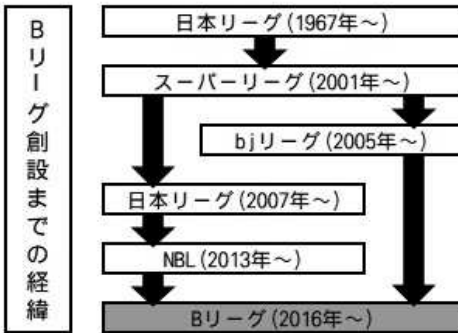 Bリーグ創設までの経緯
日本リーグ(1967年～)
スーパーリーグ(2001年～)
bjリーグ(2005年～)
日本リーグ(2007年～)
NBL(2013年～)
Bリーグ(2016年～)